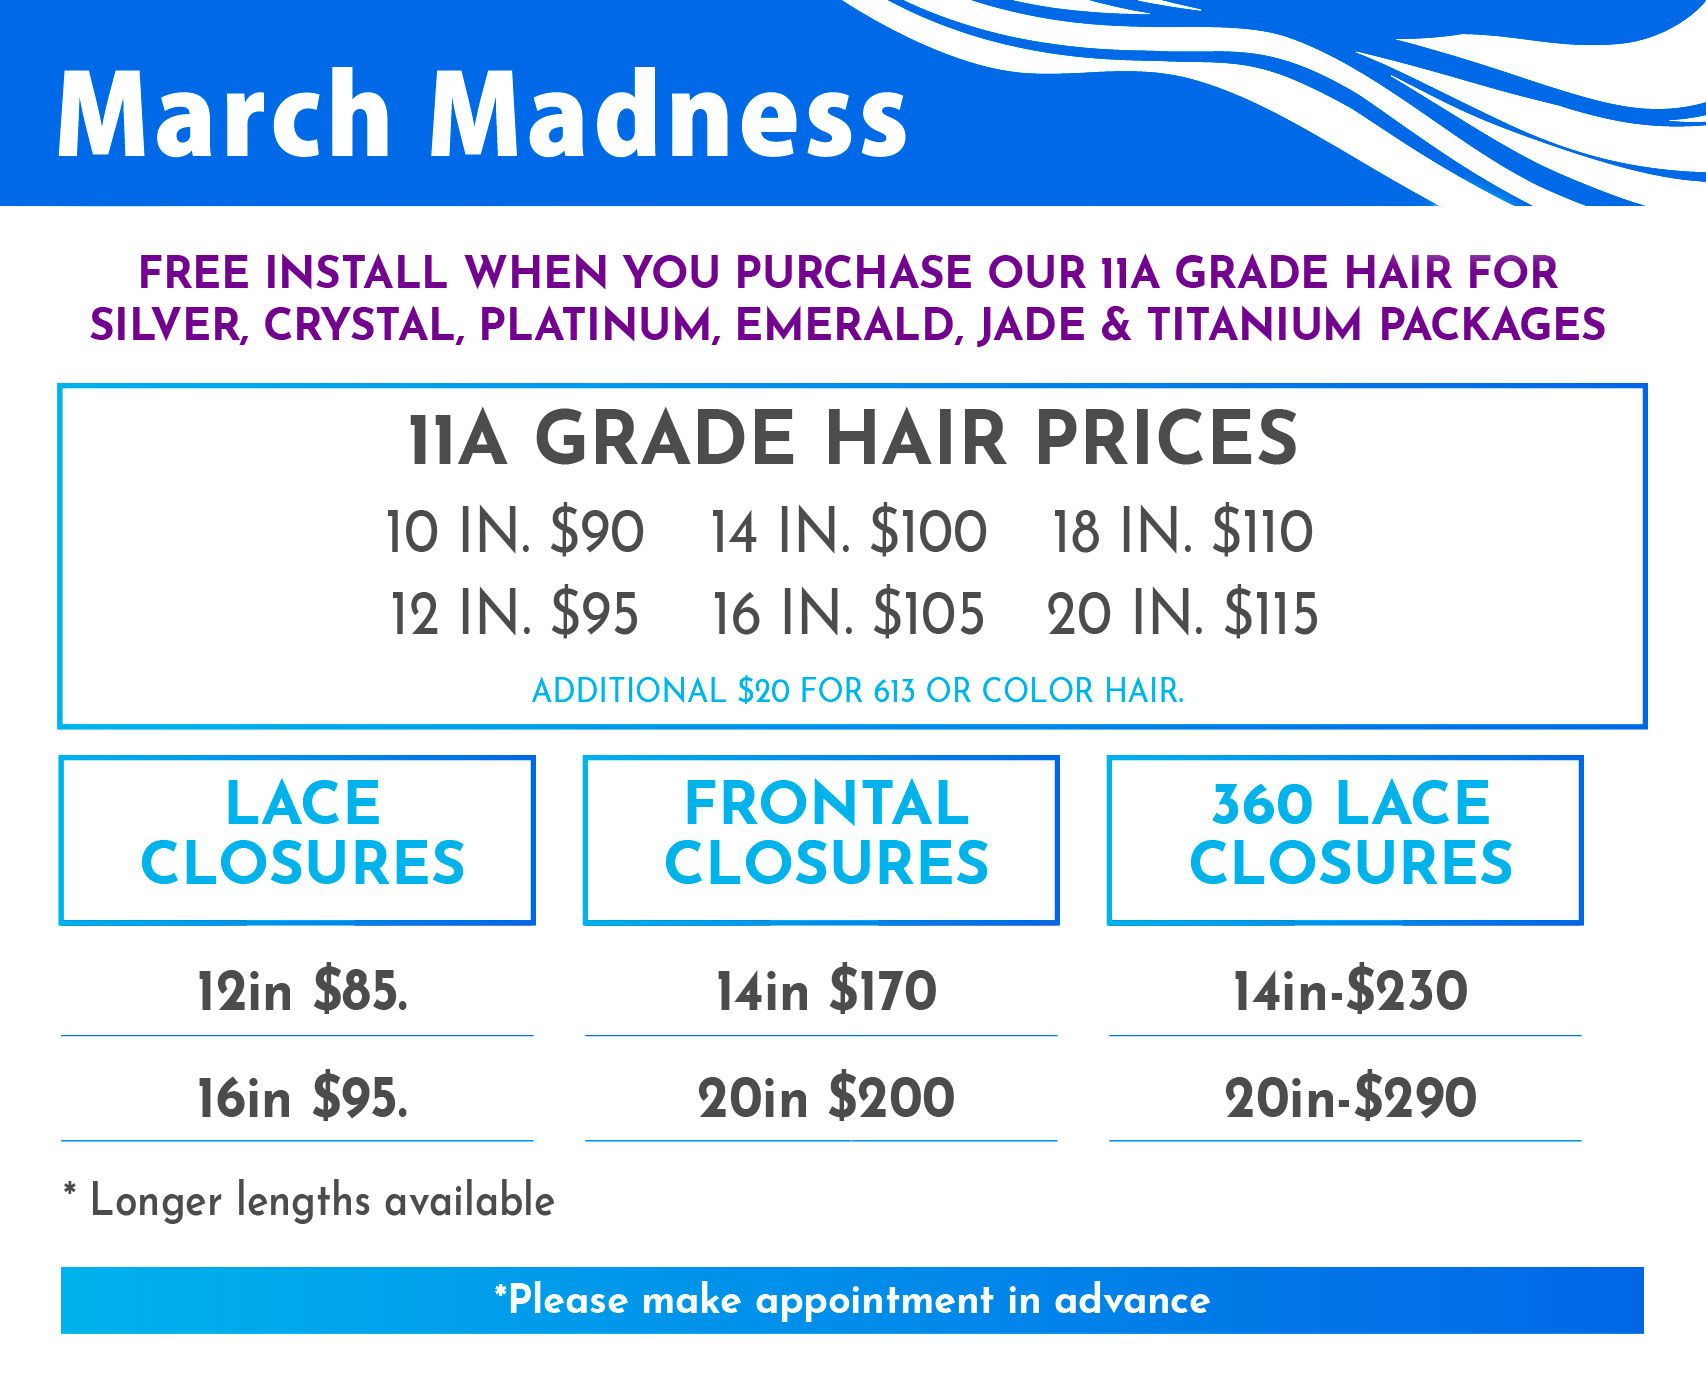 March Madness
FREE INSTALL WHEN YOU PURCHASE OUR 11A GRADE HAIR FOR
SILVER, CRYSTAL, PLATINUM, EMERALD, JADE & TITANIUM PACKAGES
11A GRADE HAIR PRICES
10 IN. $90 14 IN. $100 18 IN. $110
12 IN. $95 16 IN. $105 20 IN. $115
ADDITIONAL $20 FOR 613 OR COLOR HAIR.
LACE
CLOSURES
12in $85.
16in $95.
FRONTAL
CLOSURES
14in $170
20in $200
360 LACE
CLOSURES
14in-$230
20in-$290
* Longer lengths available
*Please make appointment in advance